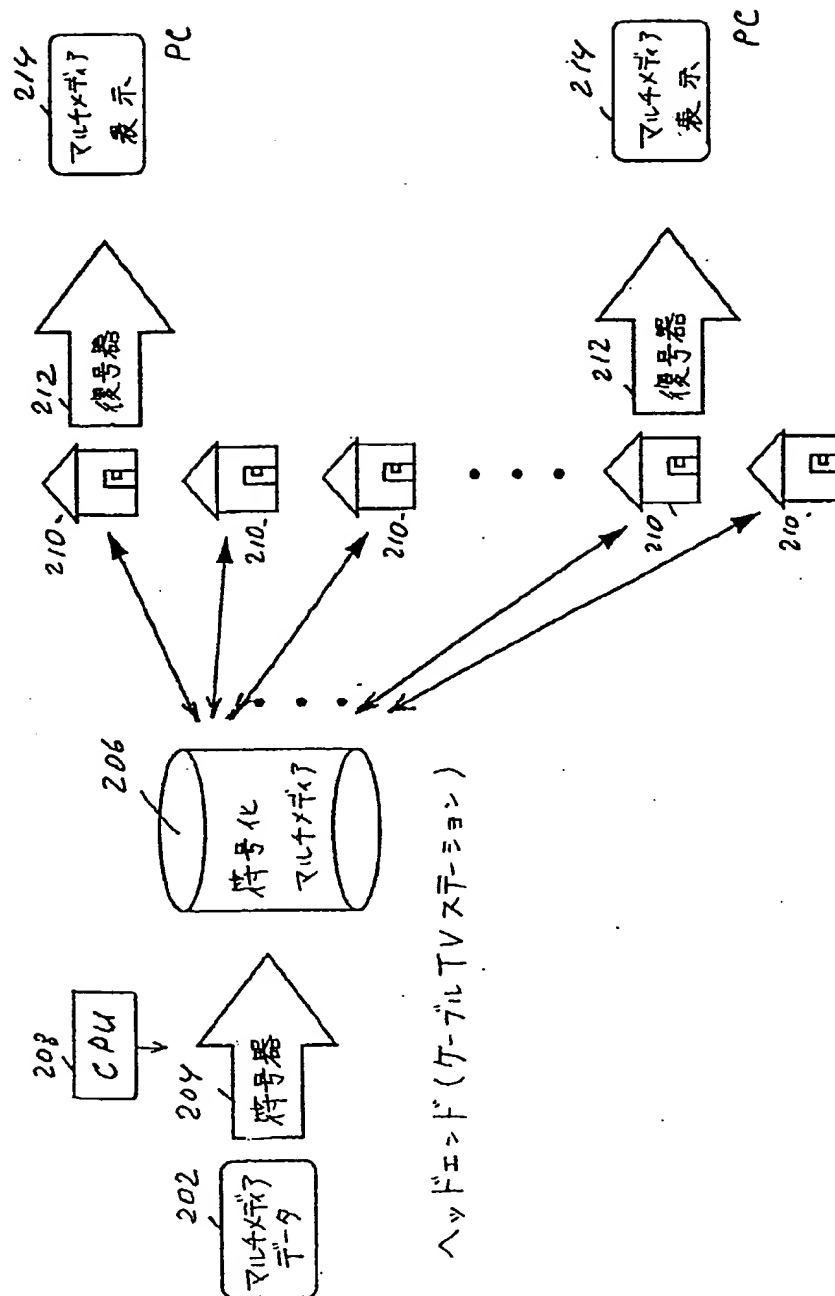 202
マルチメディア
データ
203
CPU
204
符号器
206
符号化
マルチメディア
ヘッドエンド(ケーブルTVステーション)
210
210
210
210
210
212
復号器
212
復号器
214
マルチメディア
表示
PC
214
マルチメディア
表示
PC